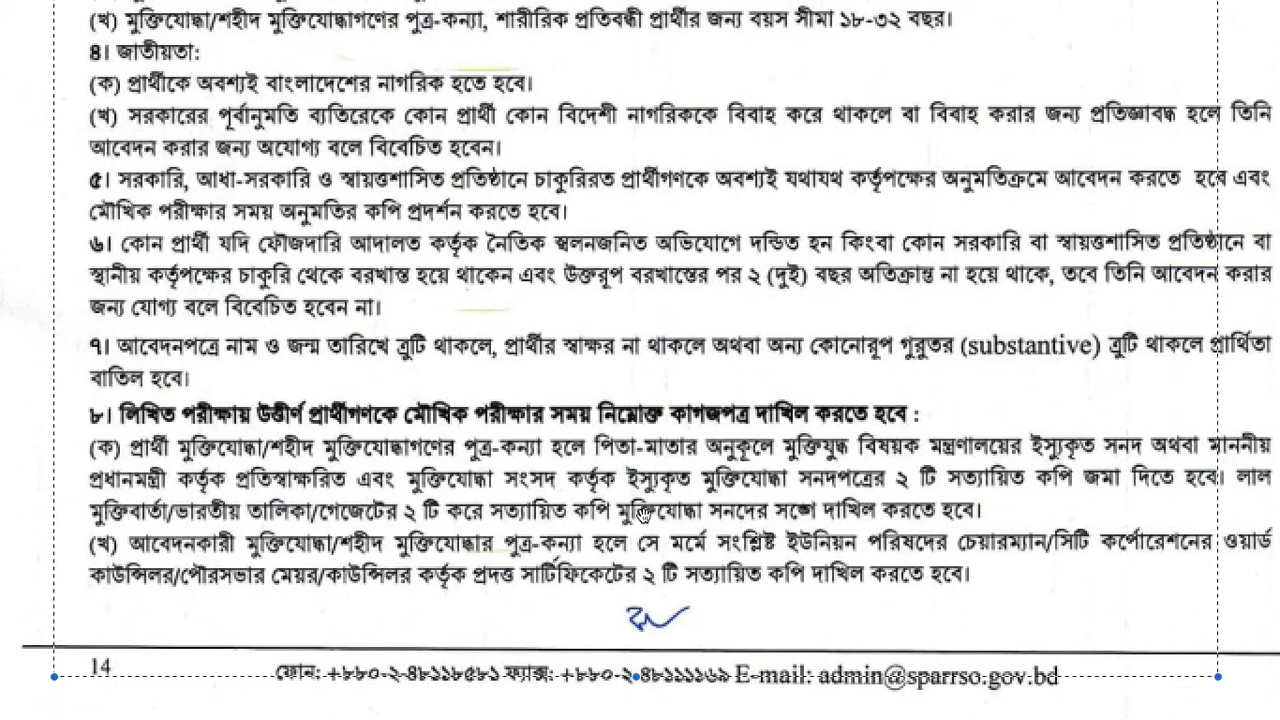 (খ) মুক্তিযোদ্ধা/শহীদ মুক্তিযোদ্ধাগণের পুত্র-কন্যা, শারীরিক প্রতিবন্ধী প্রার্থীর জন্য বয়স সীমা ১৮-৩২ বছর।
৪। জাতীয়তা:
(ক) প্রার্থীকে অবশ্যই বাংলাদেশের নাগরিক হতে হবে।
(খ) সরকারের পূর্বানুমতি ব্যতিরেকে কোন প্রার্থী কোন বিদেশী নাগরিককে বিবাহ করে থাকলে বা বিবাহ করার জন্য প্রতিজ্ঞাবদ্ধ হলে তিনি
আবেদন করার জন্য অযোগ্য বলে বিবেচিত হবেন।
৫। সরকারি, আধা-সরকারি ও স্বায়ত্তশাসিত প্রতিষ্ঠানে চাকুরিরত প্রার্থীগণকে অবশ্যই যথাযথ কর্তৃপক্ষের অনুমতিক্রমে আবেদন করতে হবে এবং
মৌখিক পরীক্ষার সময় অনুমতির কপি প্রদর্শন করতে হবে।
৬। কোন প্রার্থী যদি ফৌজদারি আদালত কর্তৃক নৈতিক স্খলনজনিত অভিযোগে দন্ডিত হন কিংবা কোন সরকারি বা স্বায়ত্তশাসিত প্রতিষ্ঠানে বা
স্থানীয় কর্তৃপক্ষের চাকুরি থেকে বরখাস্ত হয়ে থাকেন এবং উক্তরূপ বরখাস্তের পর ২ (দুই) বছর অতিক্রান্ত না হয়ে থাকে, তবে তিনি আবেদন করার
জন্য যোগ্য বলে বিবেচিত হবেন না।
৭। আবেদনপত্রে নাম ও জন্ম তারিখে ত্রুটি থাকলে, প্রার্থীর স্বাক্ষর না থাকলে অথবা অন্য কোনোরূপ গুরুতর (substantive) ত্রুটি থাকলে প্রার্থিতা
বাতিল হবে।
৮। লিখিত পরীক্ষায় উত্তীর্ণ প্রার্থীগণকে মৌখিক পরীক্ষার সময় নিম্নোক্ত কাগজপত্র দাখিল করতে হবে :
(ক) প্রার্থী মুক্তিযোদ্ধা/শহীদ মুক্তিযোদ্ধাগণের পুত্র-কন্যা হলে পিতা-মাতার অনুকূলে মুক্তিযুদ্ধ বিষয়ক মন্ত্রণালয়ের ইস্যুকৃত সনদ অথবা মাননীয়
প্রধানমন্ত্রী কর্তৃক প্রতিস্বাক্ষরিত এবং মুক্তিযোদ্ধা সংসদ কর্তৃক ইস্যুকৃত মুক্তিযোদ্ধা সনদপত্রের ২ টি সত্যায়িত কপি জমা দিতে হবে। লাল
মুক্তিবার্তা/ভারতীয় তালিকা/গেজেটের ২ টি করে সত্যায়িত কপি মুক্তিযোদ্ধা সনদের সঙ্গে দাখিল করতে হবে।
(খ) আবেদনকারী মুক্তিযোদ্ধা/শহীদ মুক্তিযোদ্ধার পুত্র-কন্যা হলে সে মর্মে সংশ্লিষ্ট ইউনিয়ন পরিষদের চেয়ারম্যান/সিটি কর্পোরেশনের ওয়ার্ড
কাউন্সিলর/পৌরসভার মেয়র/কাউন্সিলর কর্তৃক প্রদত্ত সার্টিফিকেটের ২ টি সত্যায়িত কপি দাখিল করতে হবে।
14
ফোন: +৮৮০-২-৪৮১১৮৫৮১ ফ্যাক্স: +৮৮০-২-৪৮১১১১৬৯ E-mail: admin@sparrso.gov.bd